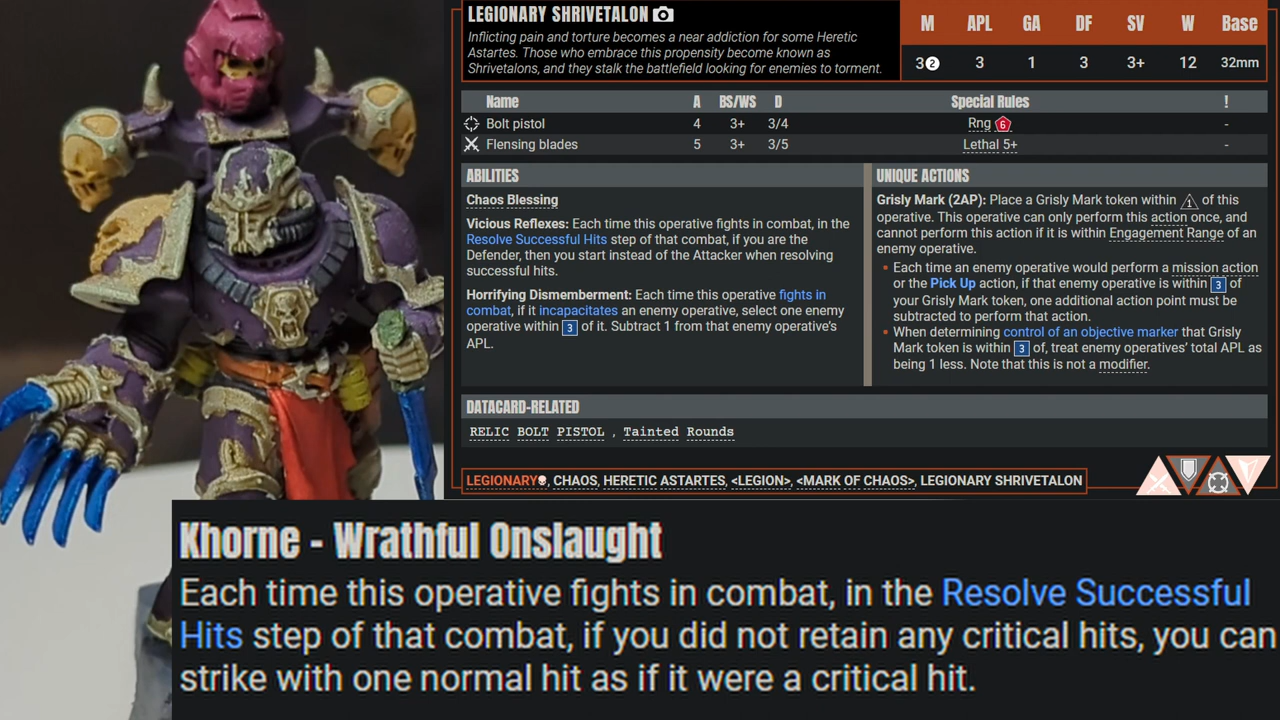 LEGIONARY SHRIVETALON
Inflicting pain and torture becomes a near addiction for some Heretic
Astartes. Those who embrace this propensity become known as
Shrivetalons, and they stalk the battlefield looking for enemies to torment.
M APL GA DF SV W Base
3② 3 1 3 3+ 12 32mm
Name A BS/WS D Special Rules !
Bolt pistol 4 3+ 3/4 Rng 6 -
Flensing blades 5 3+ 3/5 Lethal 5+ -
ABILITIES
Chaos Blessing
Vicious Reflexes: Each time this operative fights in combat, in the
Resolve Successful Hits step of that combat, if you are the
Defender, then you start instead of the Attacker when resolving
successful hits.
Horrifying Dismemberment: Each time this operative fights in
combat, if it incapacitates an enemy operative, select one enemy
operative within 3 of it. Subtract 1 from that enemy operative's
APL.
UNIQUE ACTIONS
Grisly Mark (2AP): Place a Grisly Mark token within 1 of this
operative. This operative can only perform this action once, and
cannot perform this action if it is within Engagement Range of an
enemy operative.
▪ Each time an enemy operative would perform a mission action
or the Pick Up action, if that enemy operative is within 3 of
your Grisly Mark token, one additional action point must be
subtracted to perform that action.
▪ When determining control of an objective marker that Grisly
Mark token is within 3 of, treat enemy operatives' total APL as
being 1 less. Note that this is not a modifier.
DATACARD-RELATED
RELIC BOLT PISTOL , Tainted Rounds
LEGIONARY, CHAOS, HERETIC ASTARTES, <LEGION>, <MARK OF CHAOS>, LEGIONARY SHRIVETALON
Khorne - Wrathful Onslaught
Each time this operative fights in combat, in the Resolve Successful
Hits step of that combat, if you did not retain any critical hits, you can
strike with one normal hit as if it were a critical hit.